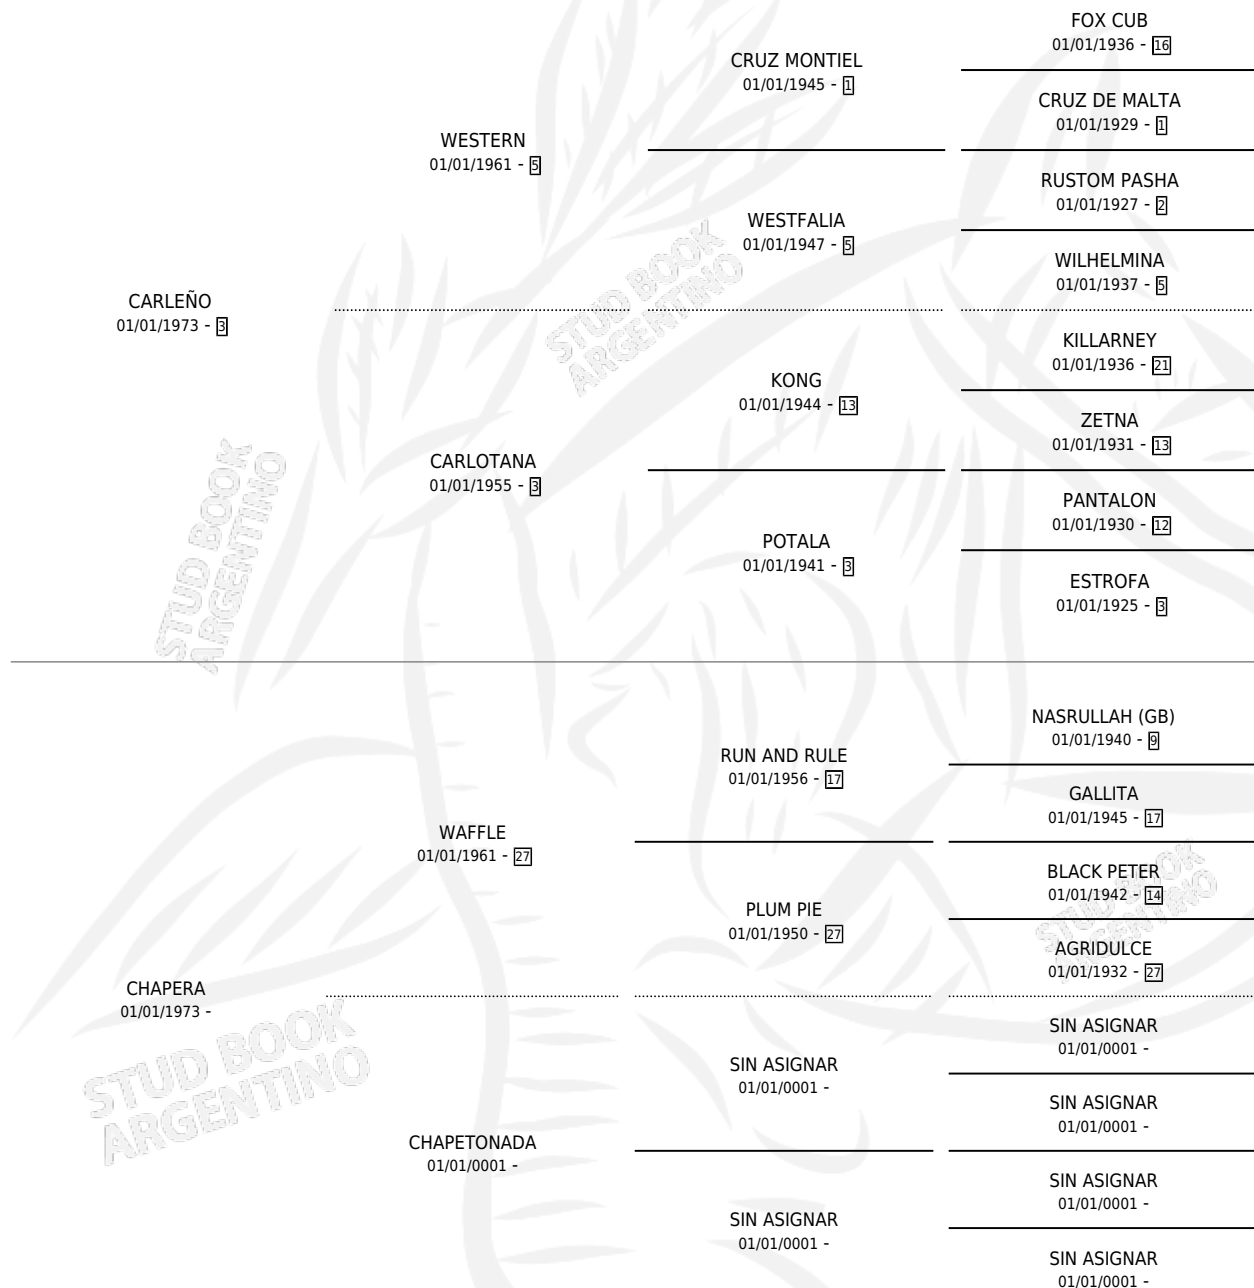 FOX CUB
01/01/1936 - 16
CRUZ MONTIEL
01/01/1945 - 1
CRUZ DE MALTA
01/01/1929 - 1
WESTERN
01/01/1961 - 5
RUSTOM PASHA
01/01/1927 - 2
WESTFALIA
01/01/1947 - 5
WILHELMINA
01/01/1937 - 5
CARLEÑO
01/01/1973 - 3
KILLARNEY
01/01/1936 - 21
KONG
01/01/1944 - 13
ZETNA
01/01/1931 - 13
CARLOTANA
01/01/1955 - 3
PANTALON
01/01/1930 - 12
POTALA
01/01/1941 - 3
ESTROFA
01/01/1925 - 3
NASRULLAH (GB)
01/01/1940 - 9
RUN AND RULE
01/01/1956 - 17
GALLITA
01/01/1945 - 17
WAFFLE
01/01/1961 - 27
BLACK PETER
01/01/1942 - 14
PLUM PIE
01/01/1950 - 27
AGRIDULCE
01/01/1932 - 27
CHAPERA
01/01/1973 -
SIN ASIGNAR
01/01/0001 -
SIN ASIGNAR
01/01/0001 -
SIN ASIGNAR
01/01/0001 -
CHAPETONADA
01/01/0001 -
SIN ASIGNAR
01/01/0001 -
SIN ASIGNAR
01/01/0001 -
SIN ASIGNAR
01/01/0001 -
STUD BOOK
ARGENTINO
STUD BOOK
ARGENTINO
STUD BOOK
ARGENTINO
STUD BOOK
ARGENTINO